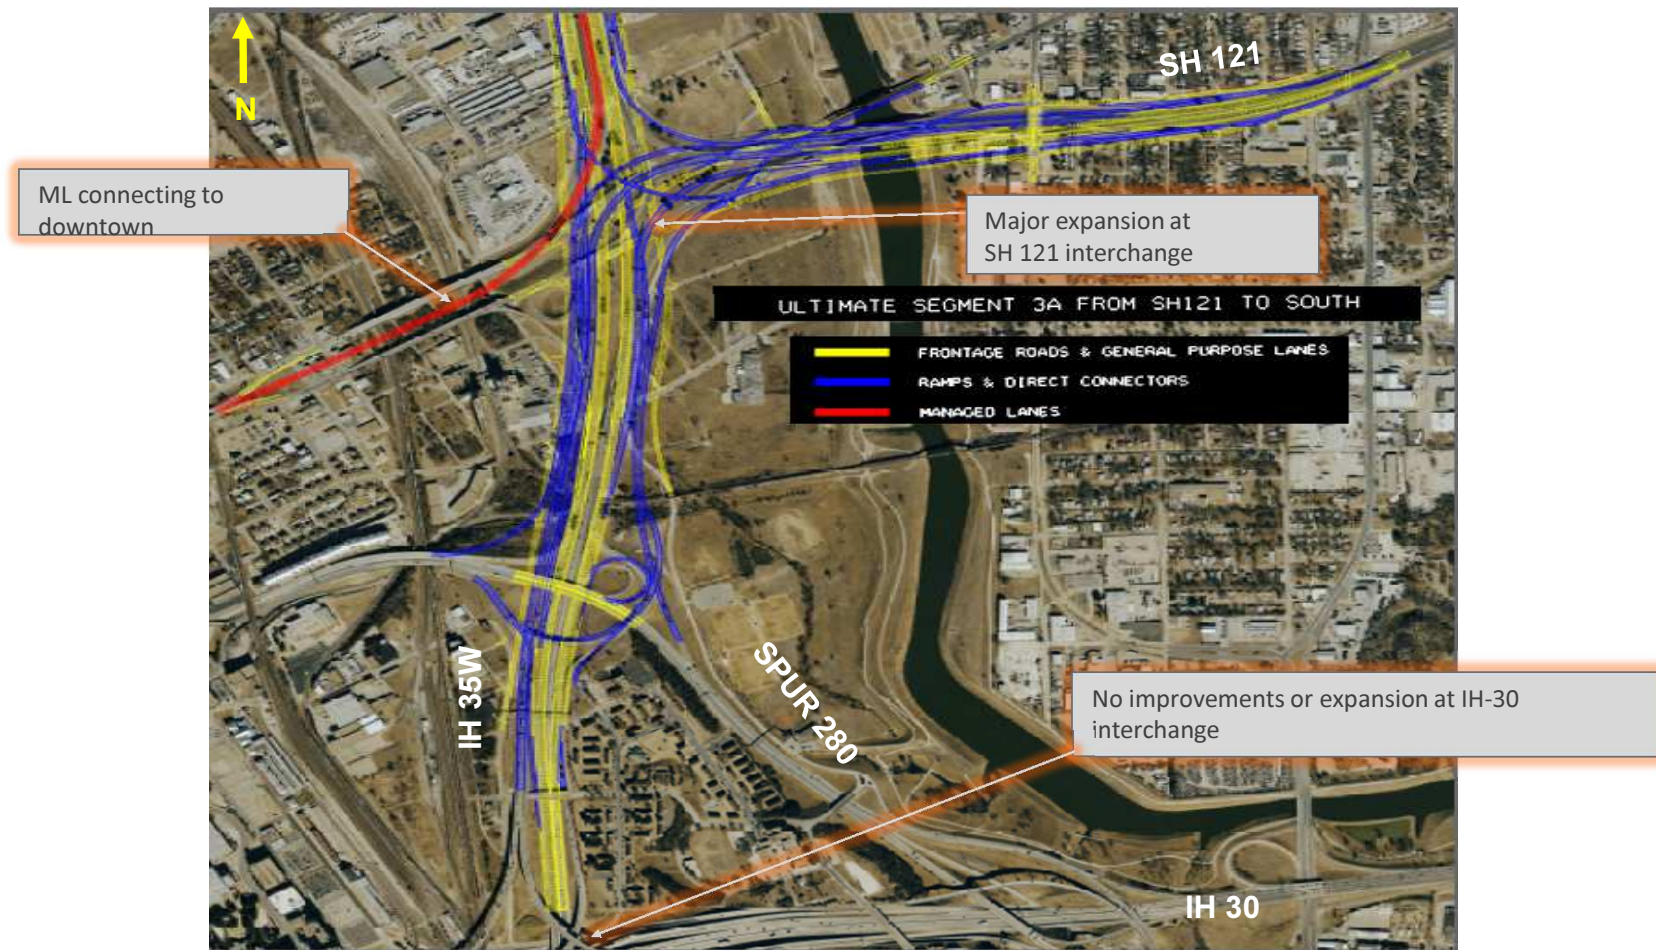 SH 121
N
ML connecting to
downtown
Major expansion at
SH 121 interchange
ULTIMATE SEGMENT 3A FROM SH121 TO SOUTH
FRONTAGE ROADS & GENERAL PURPOSE LANES
RAMPS & DIRECT CONNECTORS
MANAGED LANES
IH 35W
SPUR 280
No improvements or expansion at IH-30
interchange
IH 30